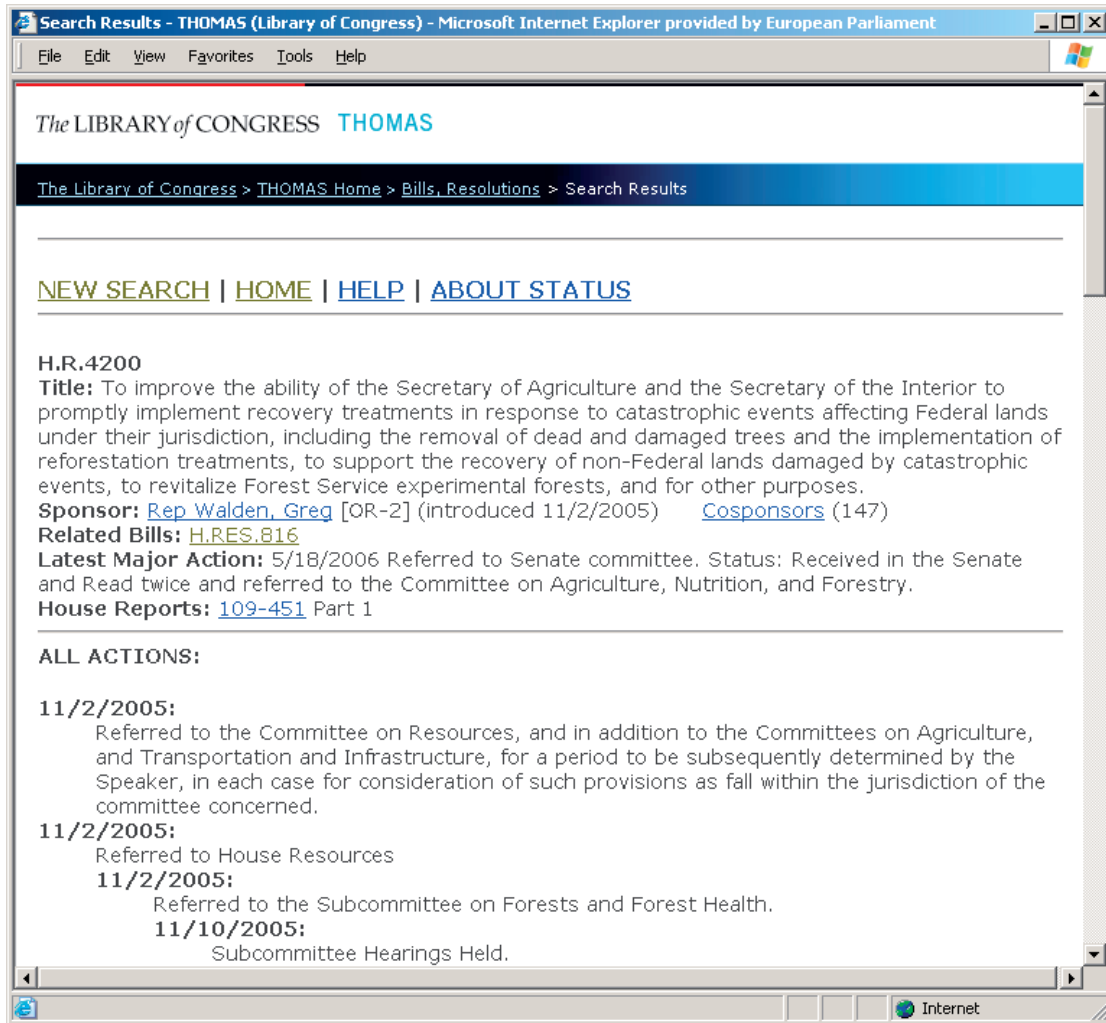 Search Results - THOMAS (Library of Congress) - Microsoft Internet Explorer provided by European Parliament
File Edit View Favorites Tools Help
The LIBRARY of CONGRESS THOMAS
The Library of Congress > THOMAS Home > Bills, Resolutions > Search Results
NEW SEARCH | HOME | HELP | ABOUT STATUS
H.R.4200
Title: To improve the ability of the Secretary of Agriculture and the Secretary of the Interior to
promptly implement recovery treatments in response to catastrophic events affecting Federal lands
under their jurisdiction, including the removal of dead and damaged trees and the implementation of
reforestation treatments, to support the recovery of non-Federal lands damaged by catastrophic
events, to revitalize Forest Service experimental forests, and for other purposes.
Sponsor: Rep Walden, Greg [OR-2] (introduced 11/2/2005) Cosponsors (147)
Related Bills: H.RES.816
Latest Major Action: 5/18/2006 Referred to Senate committee. Status: Received in the Senate
and Read twice and referred to the Committee on Agriculture, Nutrition, and Forestry.
House Reports: 109-451 Part 1
ALL ACTIONS:
11/2/2005:
Referred to the Committee on Resources, and in addition to the Committees on Agriculture,
and Transportation and Infrastructure, for a period to be subsequently determined by the
Speaker, in each case for consideration of such provisions as fall within the jurisdiction of the
committee concerned.
11/2/2005:
Referred to House Resources
11/2/2005:
Referred to the Subcommittee on Forests and Forest Health.
11/10/2005:
Subcommittee Hearings Held.
Internet